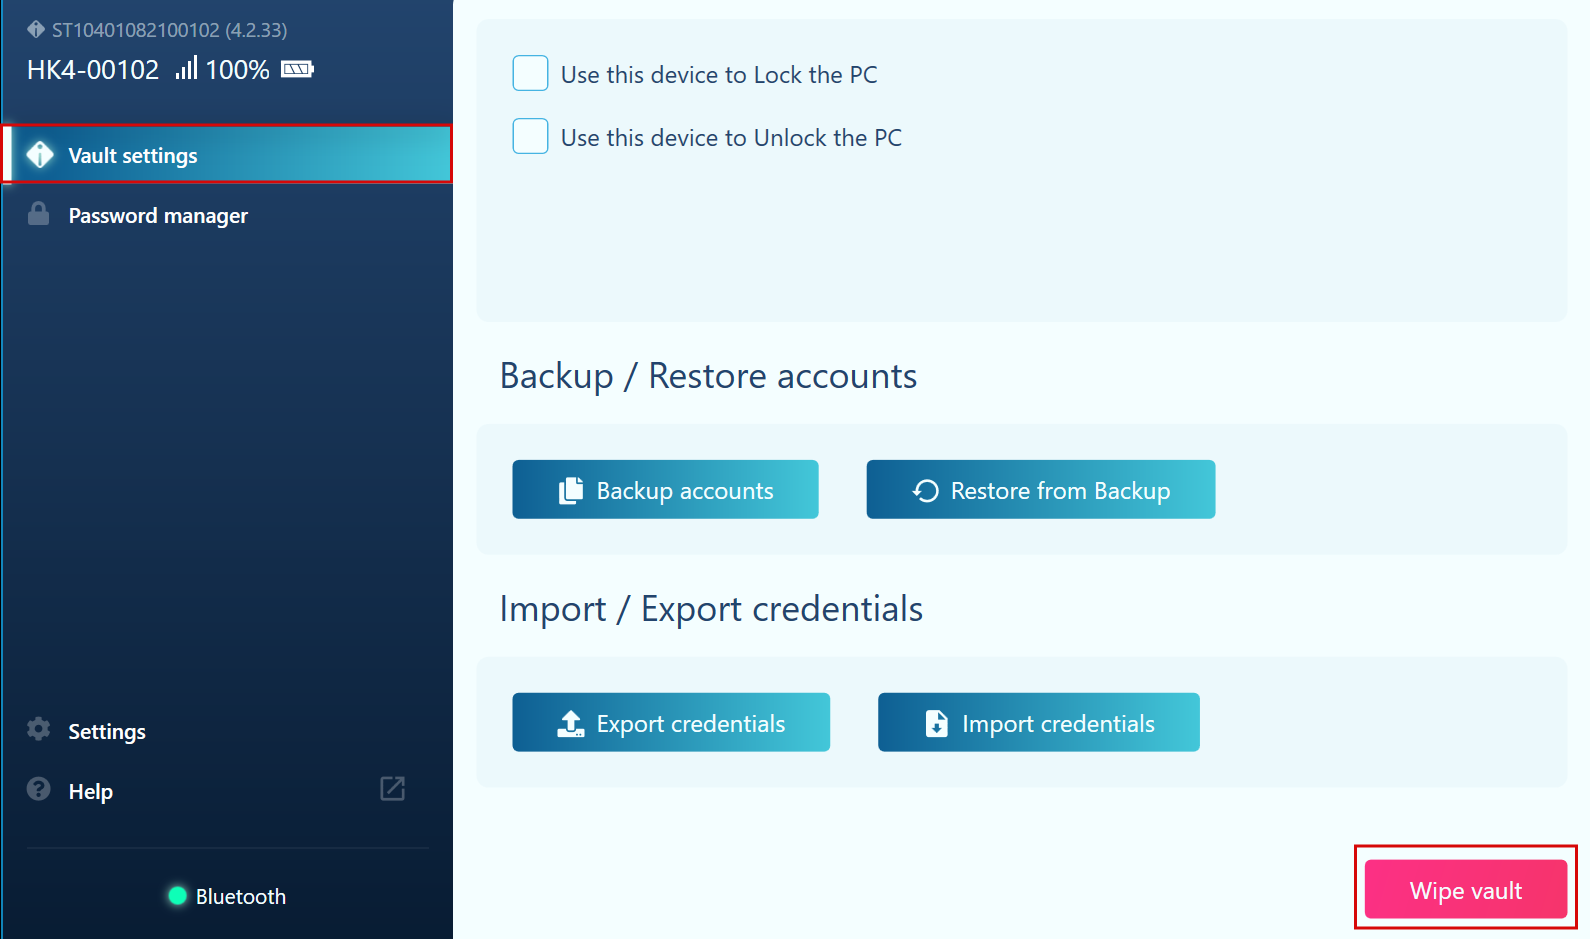 ST10401082100102 (4.2.33)
HK4-00102 100%
Vault settings
Password manager
Settings
Help
Bluetooth
Use this device to Lock the PC
Use this device to Unlock the PC
Backup / Restore accounts
Backup accounts
Restore from Backup
Import / Export credentials
Export credentials
Import credentials
Wipe vault